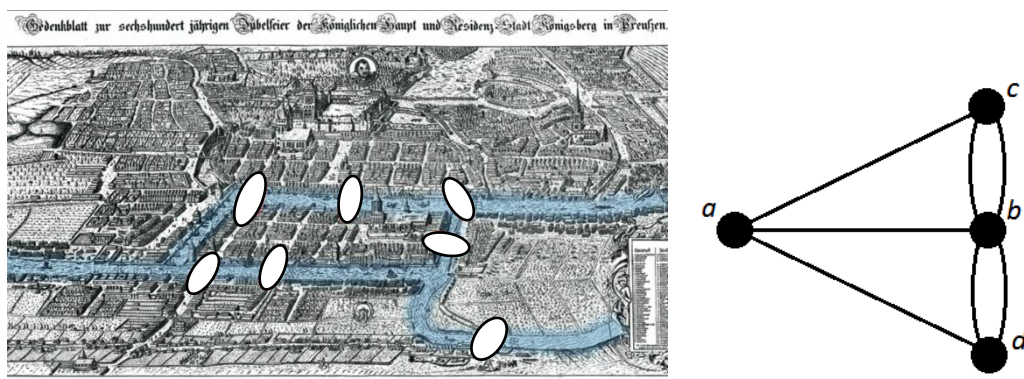 Gedenkblatt zur sechshundert jährigen Jubelfeier der Königlichen Haupt und Residenz-Stadt Königsberg in Preußen.
c
a
b
d